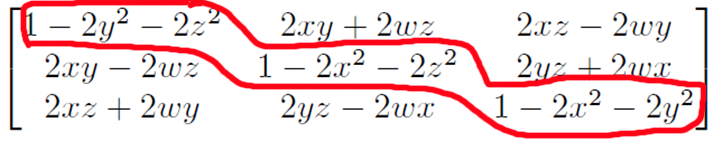 1 − 2y² − 2z² 2xy + 2wz 2xz − 2wy
2xy − 2wz 1 − 2x² − 2z² 2yz + 2wx
2xz + 2wy 2yz − 2wx 1 − 2x² − 2y²